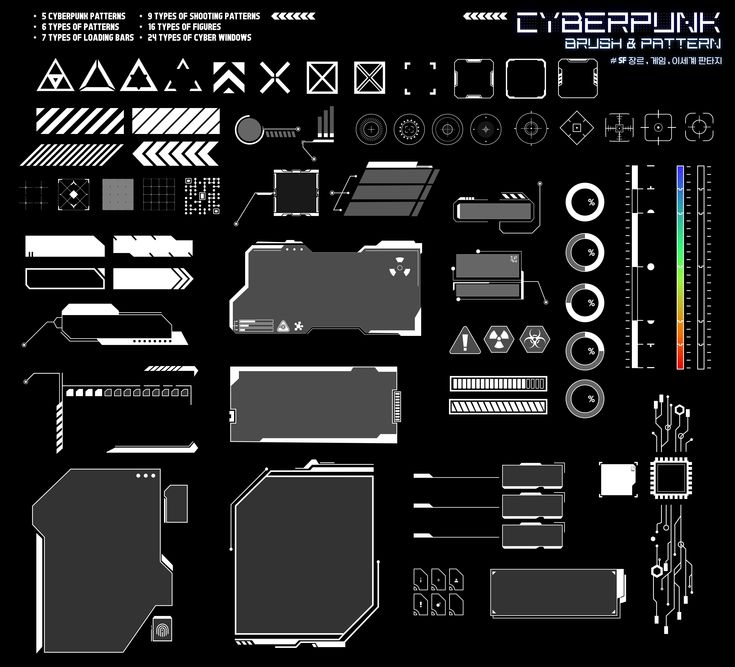 • 5 CYBERPUNK PATTERNS
• 6 TYPES OF PATTERNS
• 7 TYPES OF LOADING BARS
• 9 TYPES OF SHOOTING PATTERNS
• 16 TYPES OF FIGURES
• 24 TYPES OF CYBER WINDOWS
CYBERPUNK
BRUSH & PATTERN
# SF 장르 , 게임 , 이세계 판타지
%
%
%
%
%